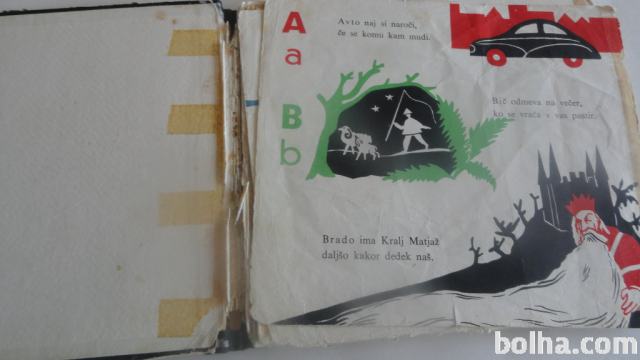 A
a
Avto naj si naroči,
če se komu kam mudi.
B
b
Bič odmeva na večer,
ko se vrača v vas pastir.
Brado ima Kralj Matjaž
daljšo kakor dedek naš.
bolha.com